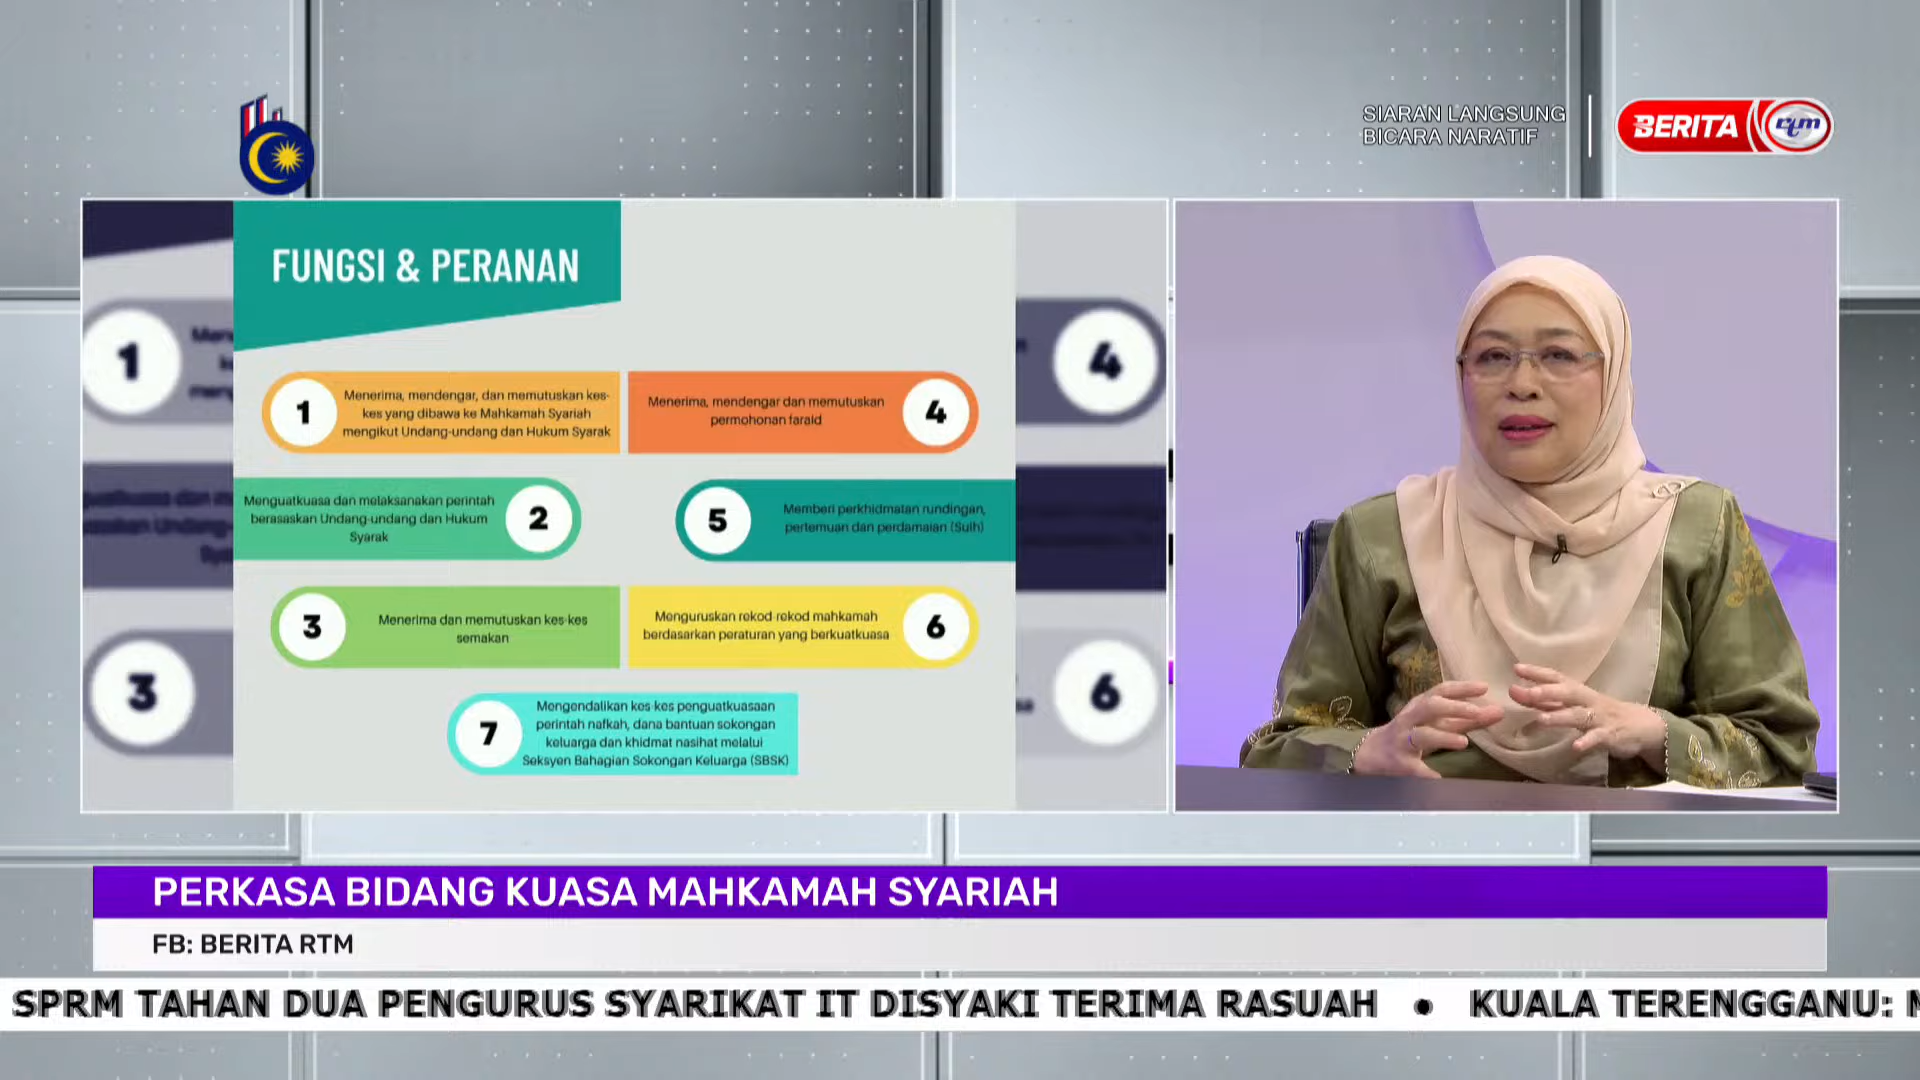 SIARAN LANGSUNG
BICARA NARATIF
BERITA rtm
FUNGSI & PERANAN
1
Menerima, mendengar, dan memutuskan kes-
kes yang dibawa ke Mahkamah Syariah
mengikut Undang-undang dan Hukum Syarak
4
Menerima, mendengar dan memutuskan
permohonan faraid
2
Menguatkuasa dan melaksanakan perintah
berasaskan Undang-undang dan Hukum
Syarak
5
Memberi perkhidmatan rundingan,
pertemuan dan perdamaian (Sulh)
3
Menerima dan memutuskan kes-kes
semakan
6
Menguruskan rekod-rekod mahkamah
berdasarkan peraturan yang berkuatkuasa
7
Mengendalikan kes-kes penguatkuasaan
perintah nafkah, dana bantuan sokongan
keluarga dan khidmat nasihat melalui
Seksyen Bahagian Sokongan Keluarga (SBSK)
1
3
4
6
PERKASA BIDANG KUASA MAHKAMAH SYARIAH
FB: BERITA RTM
SPRM TAHAN DUA PENGURUS SYARIKAT IT DISYAKI TERIMA RASUAH • KUALA TERENGGANU: